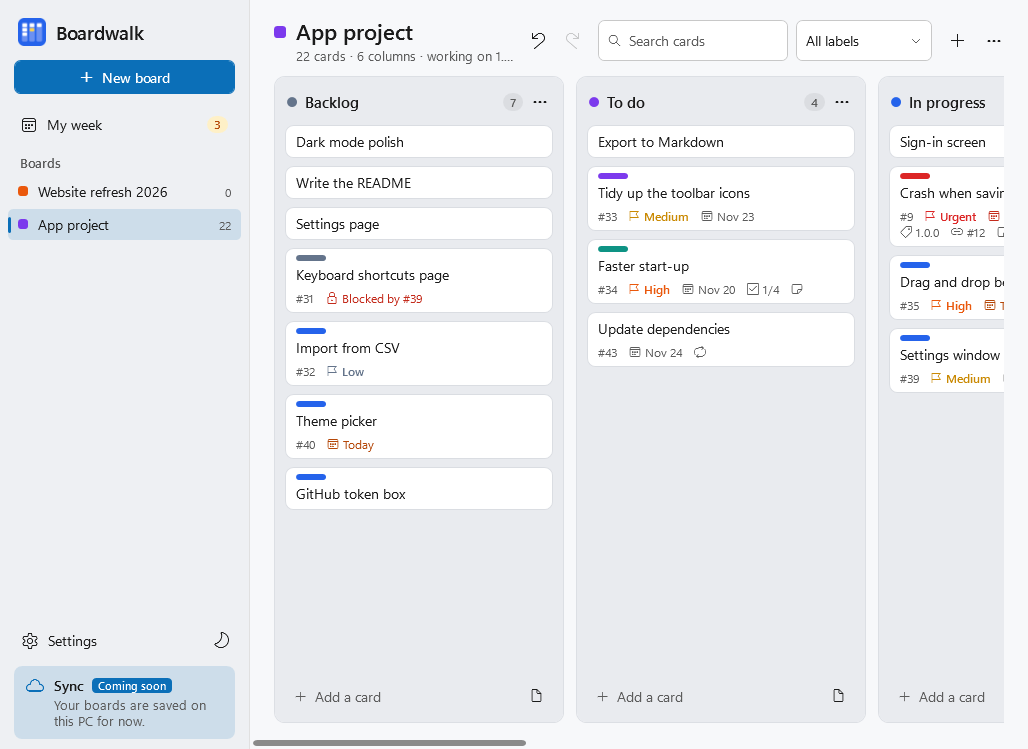 Boardwalk
New board
My week 3
Boards
Website refresh 2026 0
App project 22
Settings
Sync Coming soon
Your boards are saved on
this PC for now.
App project
22 cards · 6 columns · working on 1....
Search cards
All labels
Backlog 7
Dark mode polish
Write the README
Settings page
Keyboard shortcuts page
#31 Blocked by #39
Import from CSV
#32 Low
Theme picker
#40 Today
GitHub token box
Add a card
To do 4
Export to Markdown
Tidy up the toolbar icons
#33 Medium Nov 23
Faster start-up
#34 High Nov 20 1/4
Update dependencies
#43 Nov 24
Add a card
In progress
Sign-in screen
Crash when savin
#9 Urgent
1.0.0 #12
Drag and drop be
#35 High T
Settings window
#39 Medium
Add a card